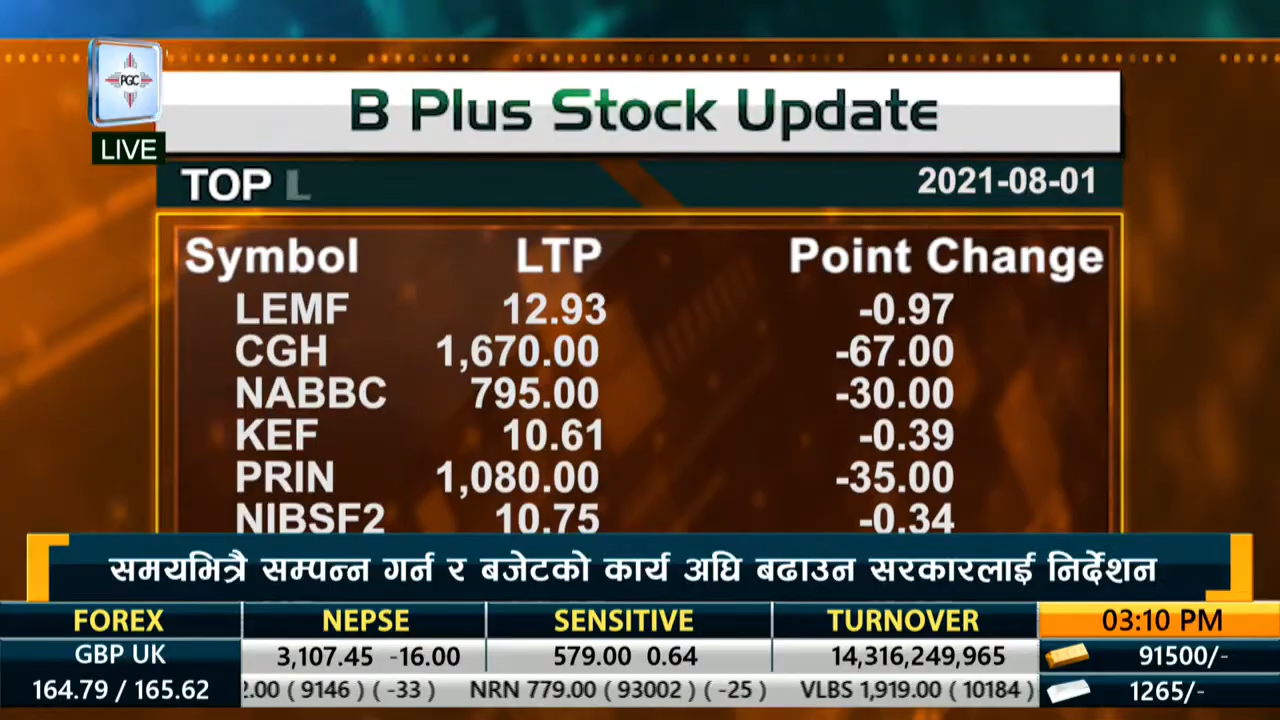 PGC
LIVE
B Plus Stock Update
TOP L
2021-08-01
Symbol LTP Point Change
LEMF 12.93 -0.97
CGH 1,670.00 -67.00
NABBC 795.00 -30.00
KEF 10.61 -0.39
PRIN 1,080.00 -35.00
NIBSF2 10.75 -0.34
समयभित्रै सम्पन्न गर्न र बजेटको कार्य अघि बढाउन सरकारलाई निर्देशन
FOREX NEPSE SENSITIVE TURNOVER 03:10 PM
GBP UK 3,107.45 -16.00 579.00 0.64 14,316,249,965 91500/-
164.79 / 165.62 2.00 ( 9146 ) ( -33 ) NRN 779.00 ( 93002 ) ( -25 ) VLBS 1,919.00 ( 10184 ) 1265/-